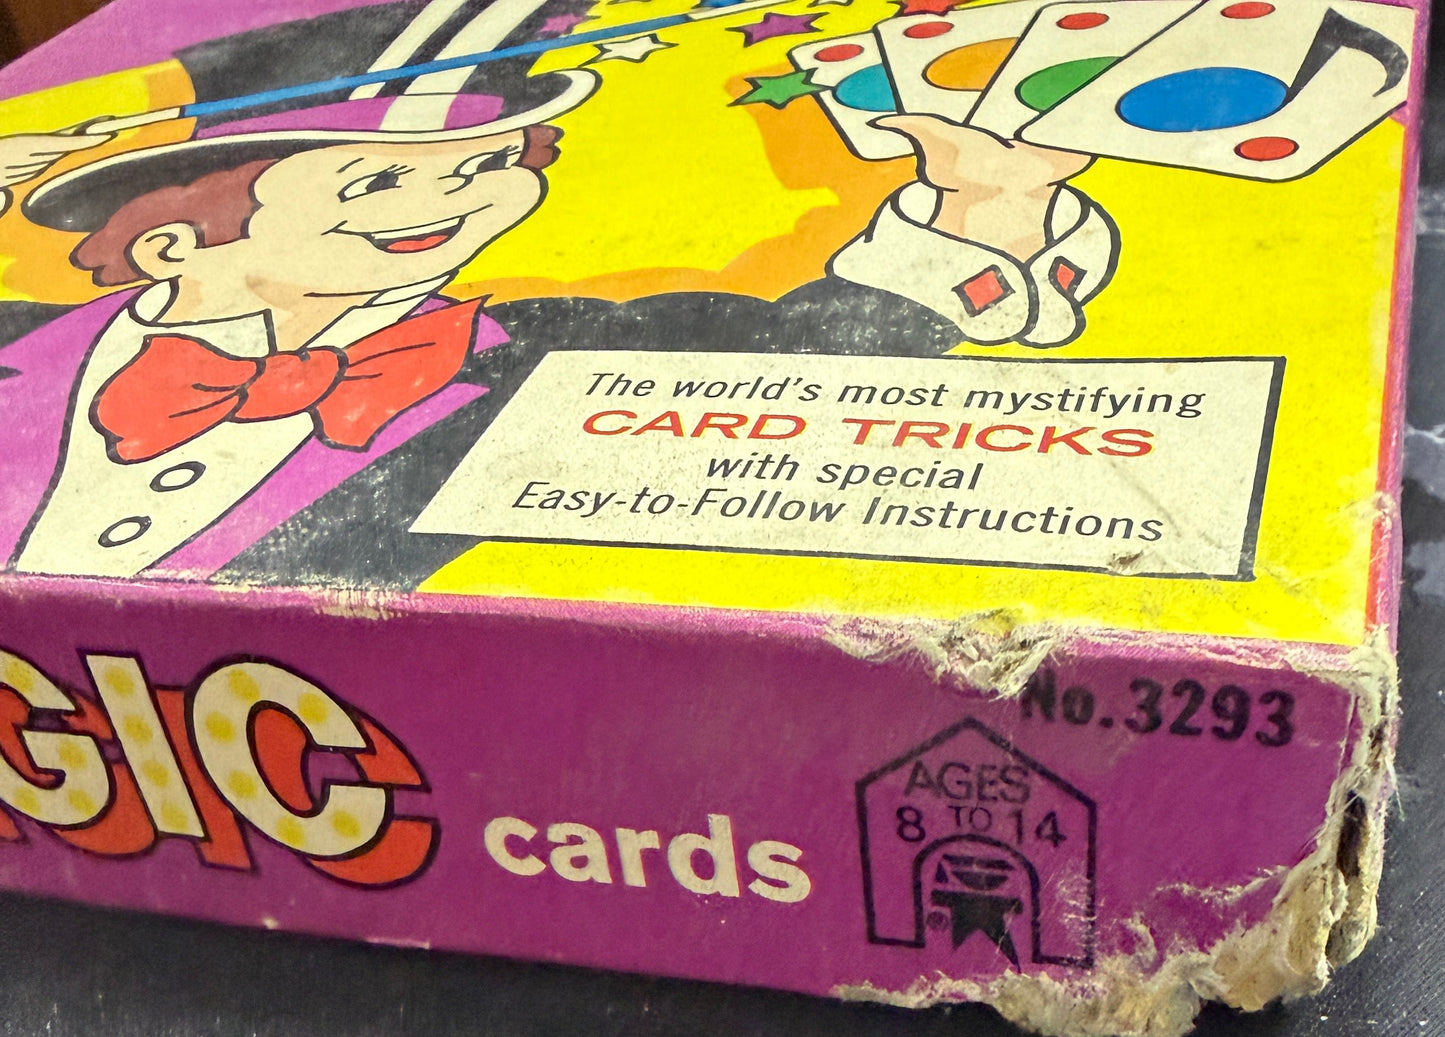 The world's most mystifying
CARD TRICKS
with special
Easy-to-Follow Instructions
No. 3293
GIC cards
AGES
8 TO 14
®